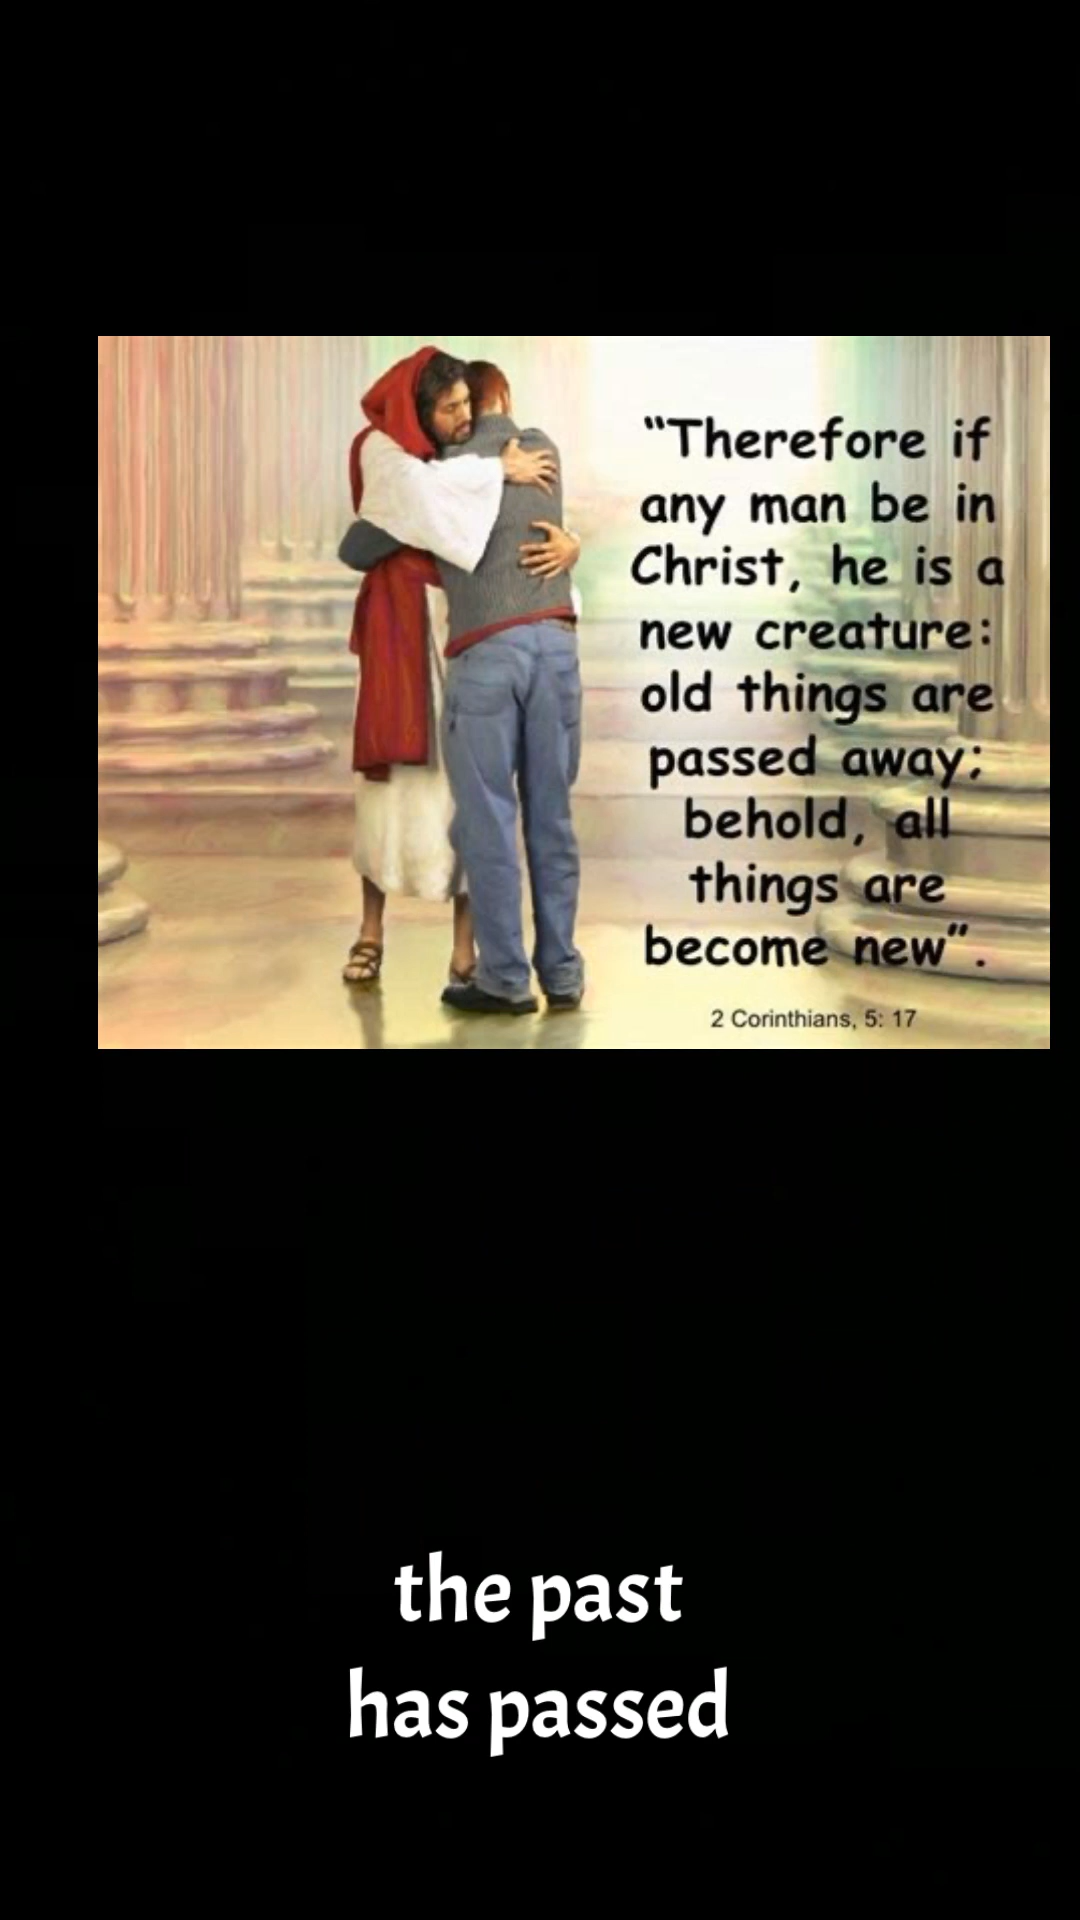 “Therefore if
any man be in
Christ, he is a
new creature:
old things are
passed away;
behold, all
things are
become new”.
2 Corinthians, 5: 17
the past
has passed